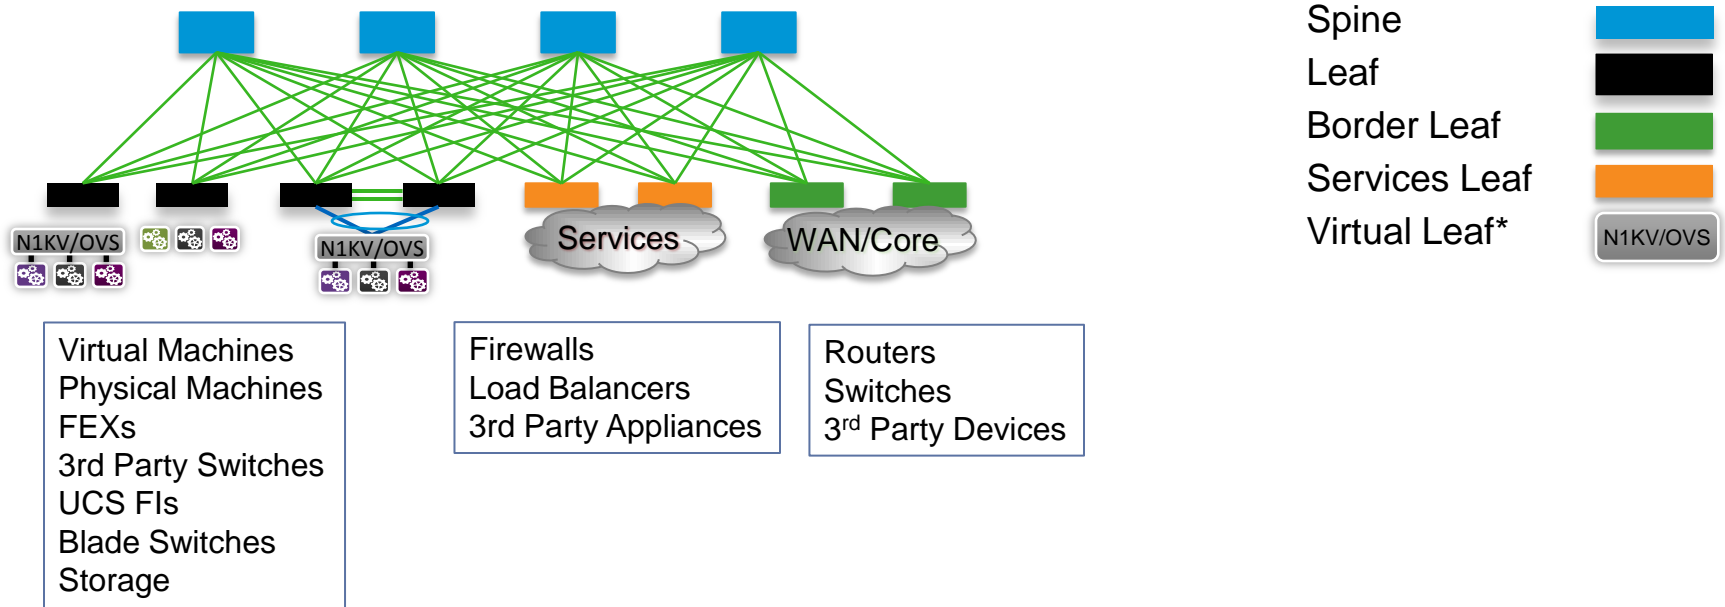 Spine
Leaf
Border Leaf
Services Leaf
Virtual Leaf*
N1KV/OVS
N1KV/OVS
N1KV/OVS
Services
WAN/Core
Virtual Machines
Physical Machines
FEXs
3rd Party Switches
UCS FIs
Blade Switches
Storage
Firewalls
Load Balancers
3rd Party Appliances
Routers
Switches
3rd Party Devices